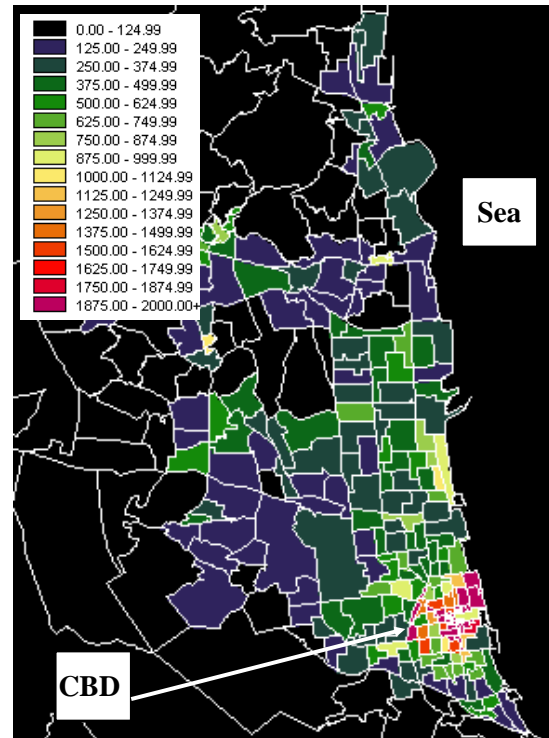 0.00 - 124.99
125.00 - 249.99
250.00 - 374.99
375.00 - 499.99
500.00 - 624.99
625.00 - 749.99
750.00 - 874.99
875.00 - 999.99
1000.00 - 1124.99
1125.00 - 1249.99
1250.00 - 1374.99
1375.00 - 1499.99
1500.00 - 1624.99
1625.00 - 1749.99
1750.00 - 1874.99
1875.00 - 2000.00+
Sea
CBD